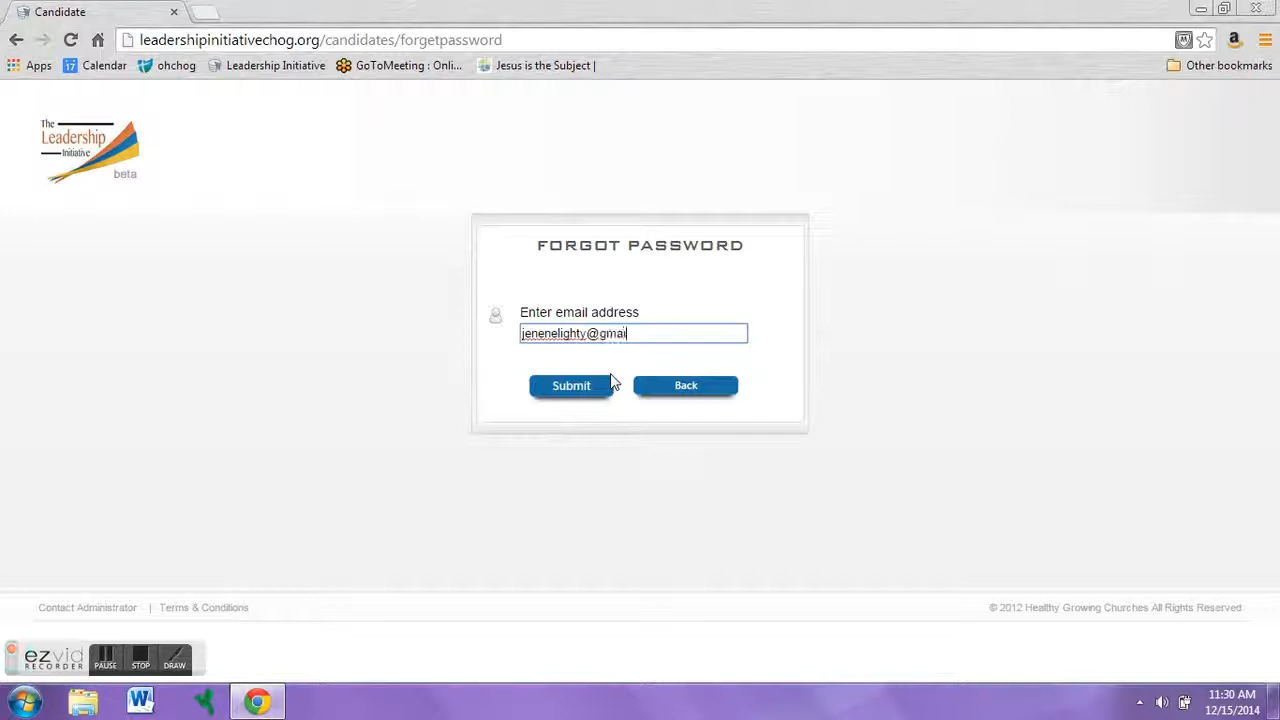 Candidate
leadershipinitiativechog.org/candidates/forgetpassword
Apps 17 Calendar ohchog Leadership Initiative GoToMeeting : Onli... Jesus is the Subject | Other bookmarks
The
Leadership
Initiative
beta
FORGOT PASSWORD
Enter email address
jenenelighty@gmai
Submit Back
Contact Administrator | Terms & Conditions © 2012 Healthy Growing Churches All Rights Reserved
ezvid
RECORDER
PAUSE STOP DRAW
11:30 AM
12/15/2014